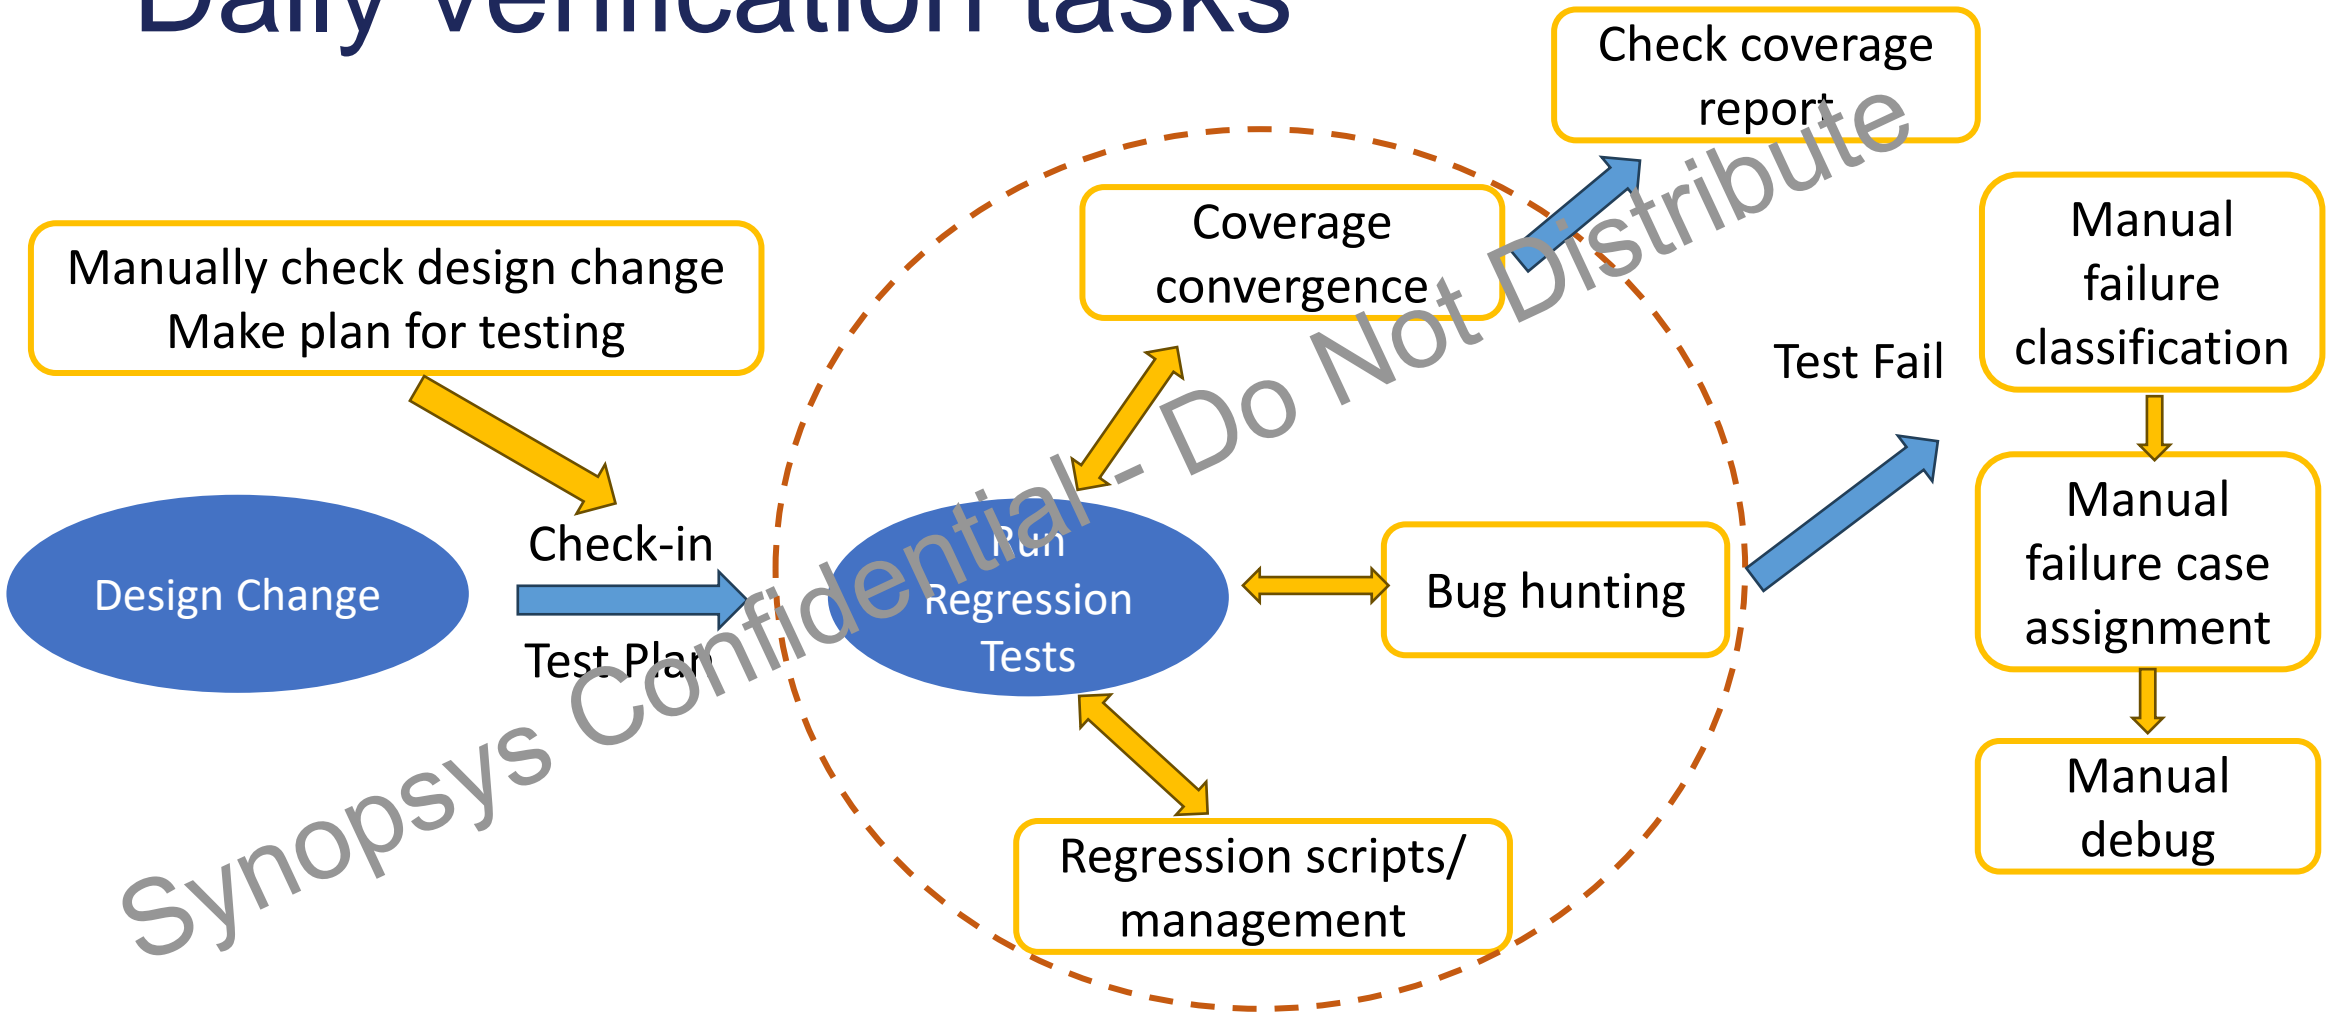 Daily verification tasks
Check coverage
report
Manually check design change
Make plan for testing
Coverage
convergence
Manual
failure
classification
Test Fail
Design Change
Check-in
Test Plan
Run
Regression
Tests
Bug hunting
Manual
failure case
assignment
Regression scripts/
management
Manual
debug
Synopsys Confidential - Do Not Distribute